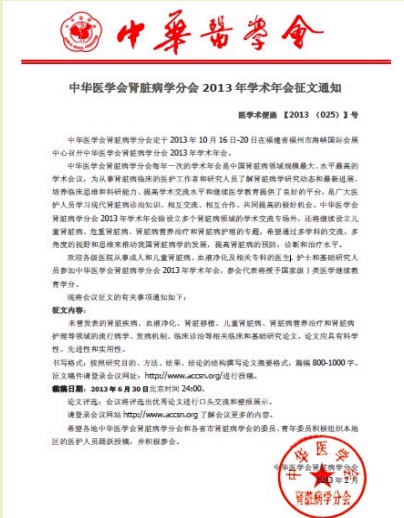 中华医学会
中华医学会肾脏病学分会 2013 年学术年会征文通知
医学术便函 【2013 （025）】号
中华医学会肾脏病学分会定于 2013 年 10 月 16 日-20 日在福建省福州市海峡国际会展
中心召开中华医学会肾脏病学分会 2013 年学术年会。
中华医学会肾脏病学分会每年一次的学术年会是中国肾脏病领域规模最大、水平最高的
学术会议，为从事肾脏病临床的医护工作者和研究人员了解肾脏病学研究动态和最新进展、
培养临床思维和科研能力、提高学术交流水平和继续医学教育提供了良好的平台，是广大医
护人员学习现代肾脏病诊治知识、相互交流、相互合作、共同提高的极好机会，中华医学会
肾脏病学分会 2013 年学术年会除设立多个肾脏病领域的学术交流专场外，还将继续设立儿
童肾脏病、危重肾脏病、肾脏病营养治疗和肾脏病护理的专题，希望通过多学科的交流，多
角度的视野和思维来推动我国肾脏病学的发展，提高肾脏病的预防、诊断和治疗水平。
欢迎各级医院从事成人和儿童肾脏病、血液净化及相关专科的医生，护士和基础研究人
员参加中华医学会肾脏病学分会 2013 年学术年会，参会代表将授予国家级 I 类医学继续教
育学分。
现将会议征文的有关事项通知如下：
征文内容：
未曾发表的肾脏疾病、血液净化、肾脏移植、儿童肾脏病、肾脏病营养治疗和肾脏病
护理等领域的流行病学、发病机制、临床诊治等相关临床和基础研究论文，论文应具有科学
性、先进性和实用性。
书写格式：按照研究目的、方法、结果、结论的结构撰写论文摘要格式，篇幅 800-1000 字，
征文稿件请登录会议网址：http://www.accsn.org/进行投稿。
截稿日期：2013 年 6 月 30 日北京时间 24:00。
论文评选：会议将评选出优秀论文进行口头交流和壁报展示。
请登录会议网站 http://www.accsn.org 了解会议更多的内容。
希望各地中华医学会肾脏病学分会和各省市肾脏病学会的委员、青年委员积极组织本地
区的医护人员踊跃投稿，并积极参会。
中华医学会肾脏病学分会
2013 年 2 月
中华医学会
肾脏病学分会